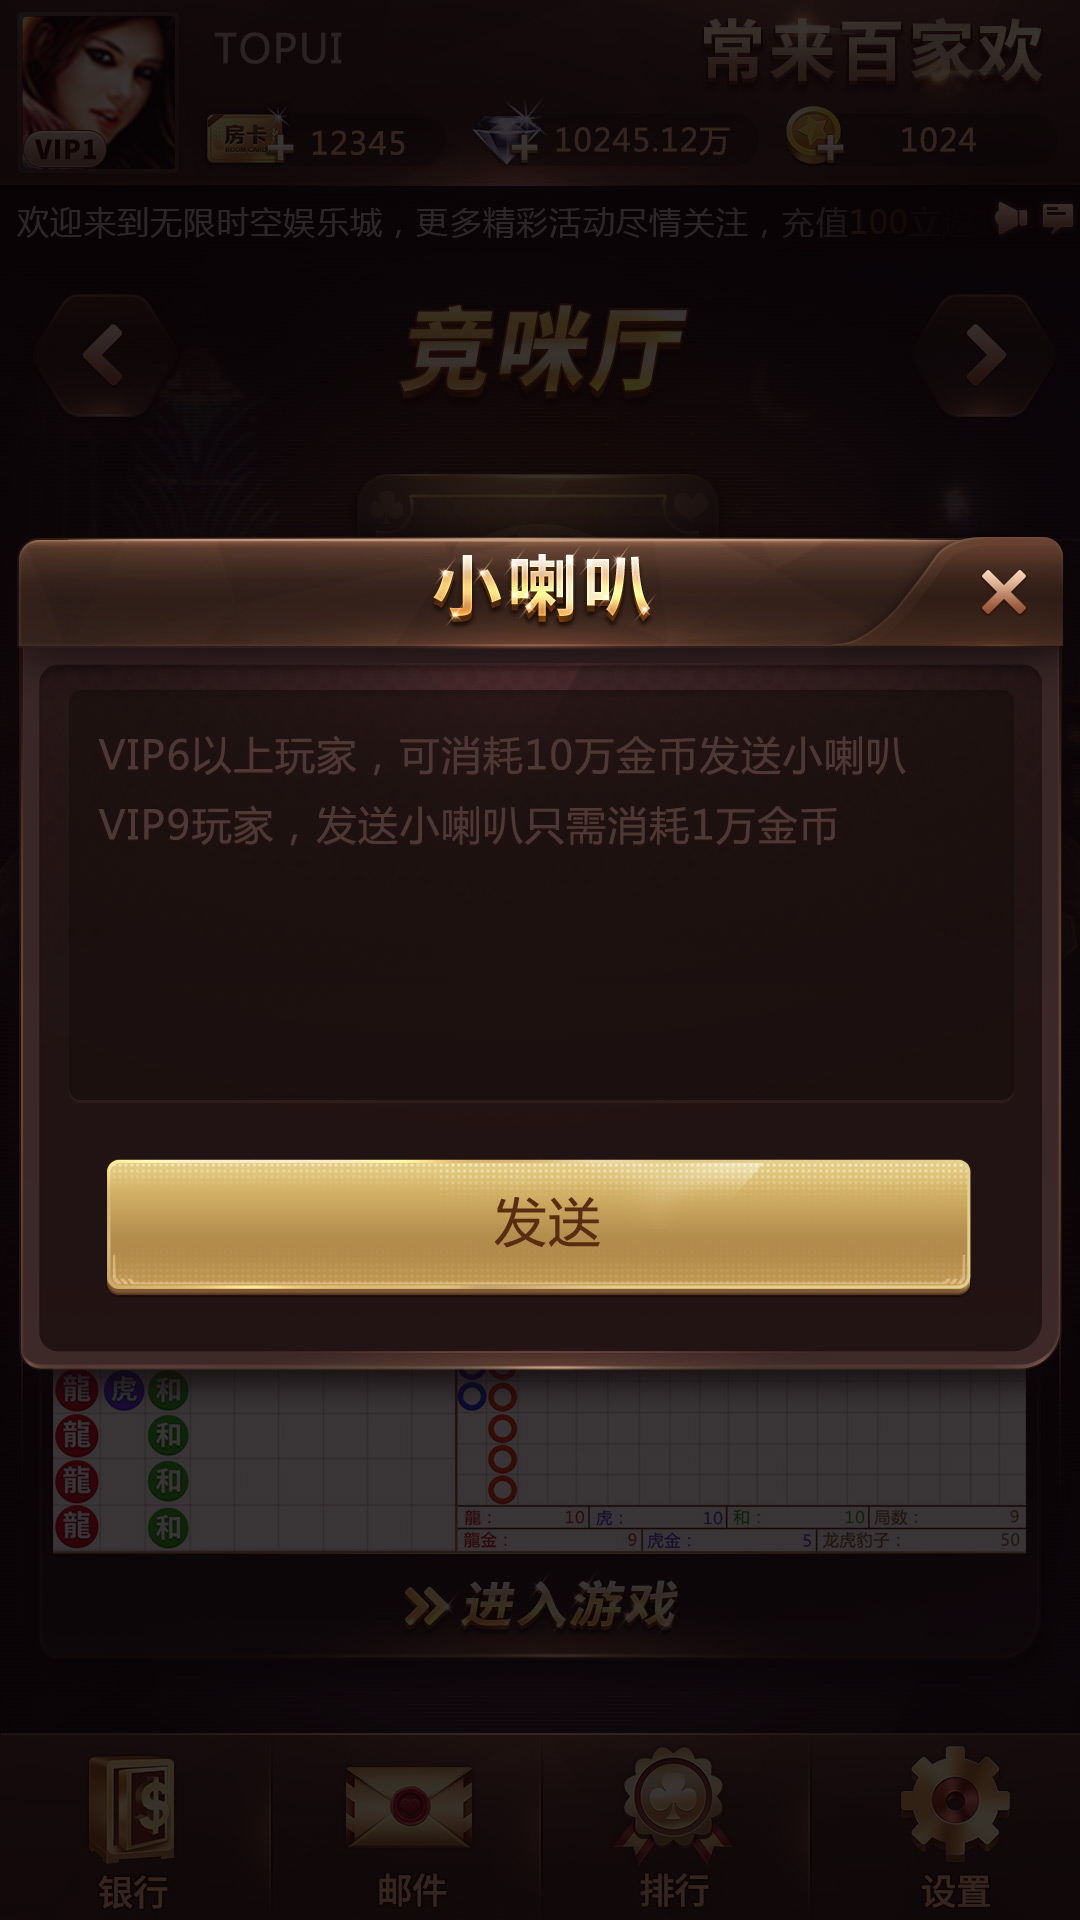 TOPUI
常来百家欢
VIP1
房卡
ROOM CARD
12345
10245.12万
1024
欢迎来到无限时空娱乐城，更多精彩活动尽情关注，充值100立
竞咪厅
小喇叭
VIP6以上玩家，可消耗10万金币发送小喇叭
VIP9玩家，发送小喇叭只需消耗1万金币
发送
龍 虎 和
龍 和
龍 和
龍 和
龍： 10 虎： 10 和： 10 局数： 9
龍金： 9 虎金： 5 龙虎豹子： 50
进入游戏
银行 邮件 排行 设置